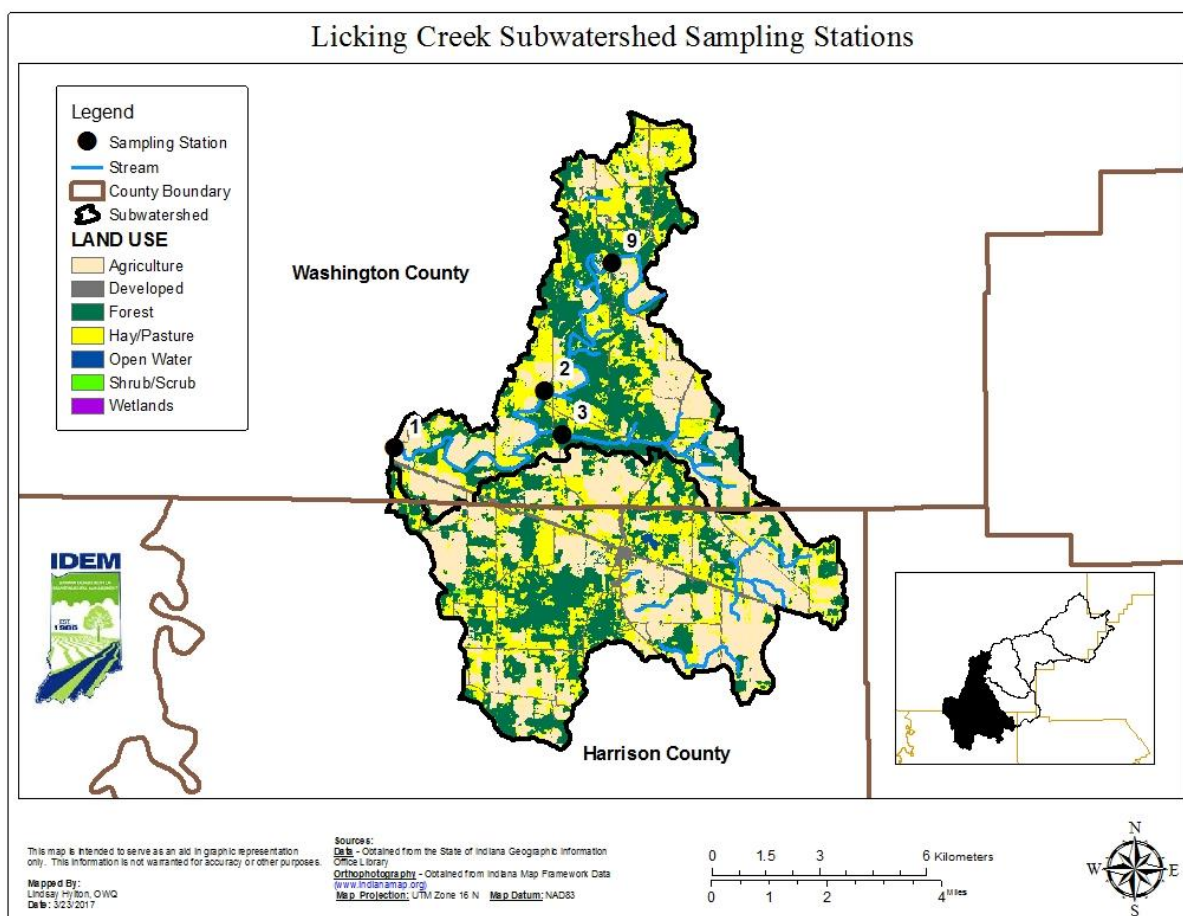 Licking Creek Subwatershed Sampling Stations
Legend
Sampling Station
Stream
County Boundary
Subwatershed
LAND USE
Agriculture
Developed
Forest
Hay/Pasture
Open Water
Shrub/Scrub
Wetlands
Washington County
9
2
3
1
Harrison County
IDEM
EST.
This map is intended to serve as an aid in graphic representation
only. This information is not warranted for accuracy or other purposes.
Mapped By:
Lindsay Hylton, OWQ
Date: 3/23/2017
Sources:
Data - Obtained from the State of Indiana Geographic Information
Office Library
Orthophotography - Obtained from Indiana Map Framework Data
(www.indianamap.org)
Map Projection: UTM Zone 16 N Map Datum: NAD83
0 1.5 3 6 Kilometers
0 1 2 4 Miles
N
W E
S